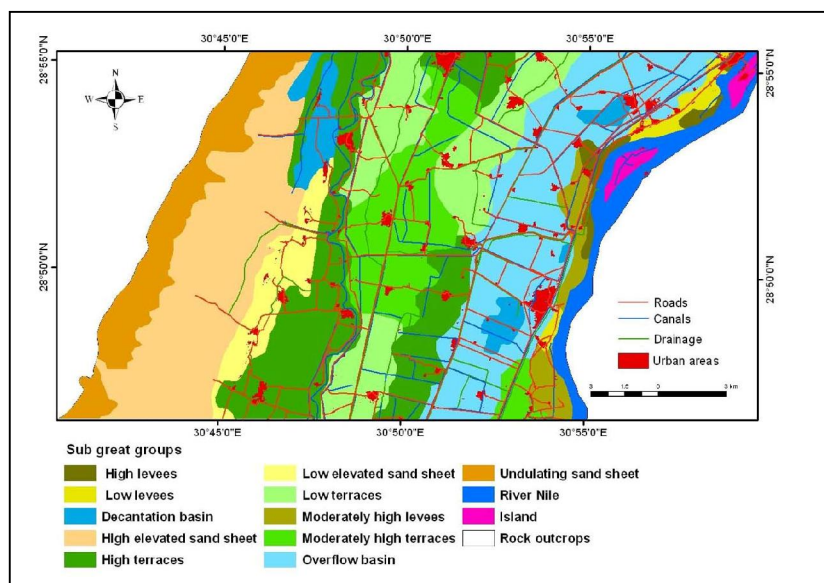 30°45'0"E 30°50'0"E 30°55'0"E
28°55'0"N 28°55'0"N
N
W E
S
28°50'0"N 28°50'0"N
Roads
Canals
Drainage
Urban areas
3 1.5 0 3 km
30°45'0"E 30°50'0"E 30°55'0"E
Sub great groups
High levees Low elevated sand sheet Undulating sand sheet
Low levees Low terraces River Nile
Decantation basin Moderately high levees Island
High elevated sand sheet Moderately high terraces Rock outcrops
High terraces Overflow basin